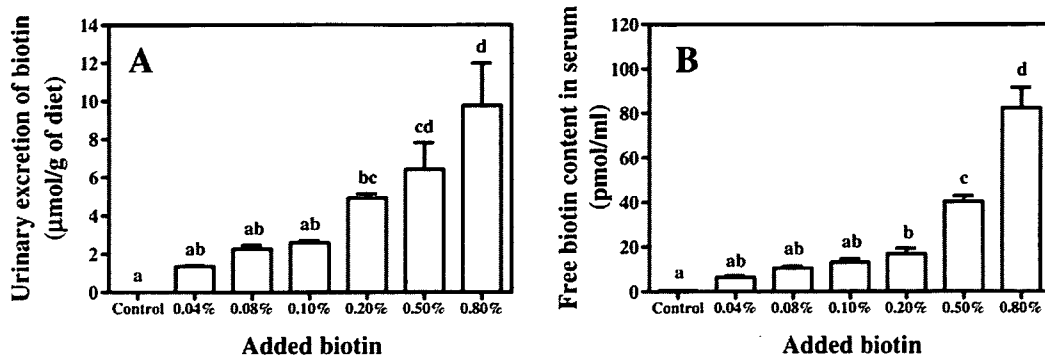 A
Urinary excretion of biotin
(μmol/g of diet)
14
12
10
8
6
4
2
0
a
ab
ab
ab
bc
cd
d
Control 0.04% 0.08% 0.10% 0.20% 0.50% 0.80%
Added biotin
B
Free biotin content in serum
(pmol/ml)
120
100
80
60
40
20
0
a
ab
ab
ab
b
c
d
Control 0.04% 0.08% 0.10% 0.20% 0.50% 0.80%
Added biotin